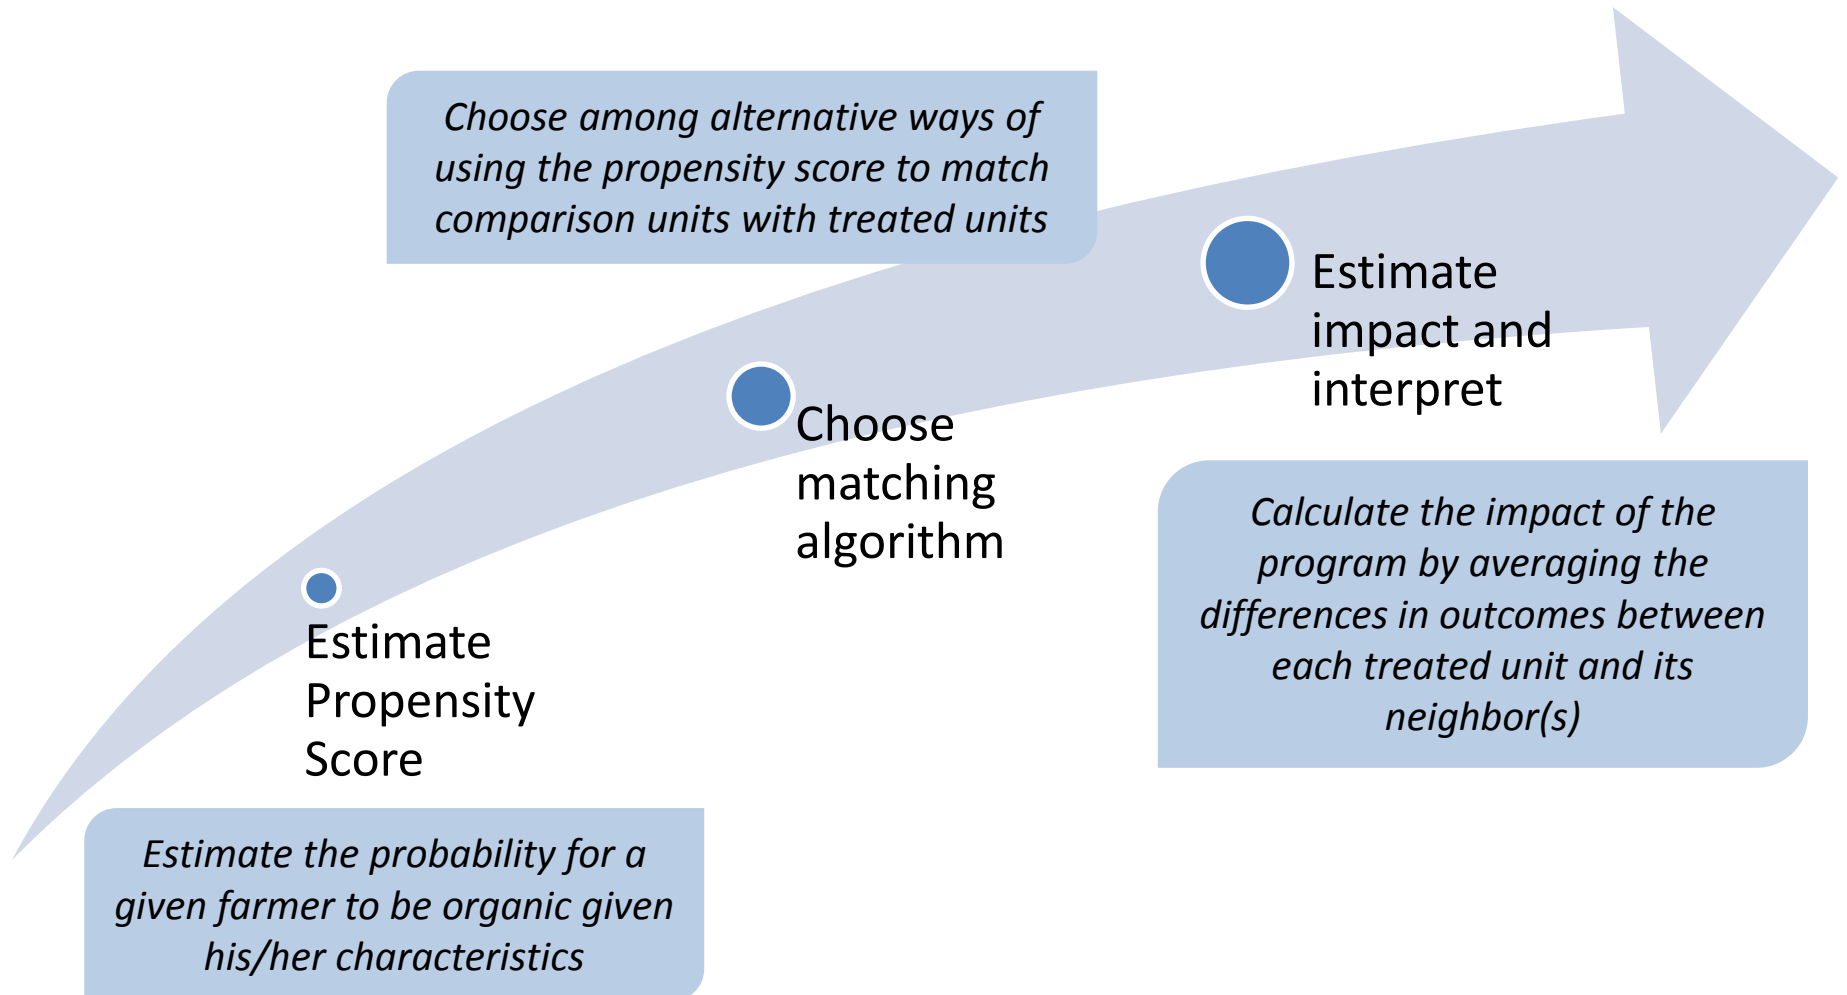 Choose among alternative ways of
using the propensity score to match
comparison units with treated units
Estimate
impact and
interpret
Choose
matching
algorithm
Calculate the impact of the
program by averaging the
differences in outcomes between
each treated unit and its
neighbor(s)
Estimate
Propensity
Score
Estimate the probability for a
given farmer to be organic given
his/her characteristics